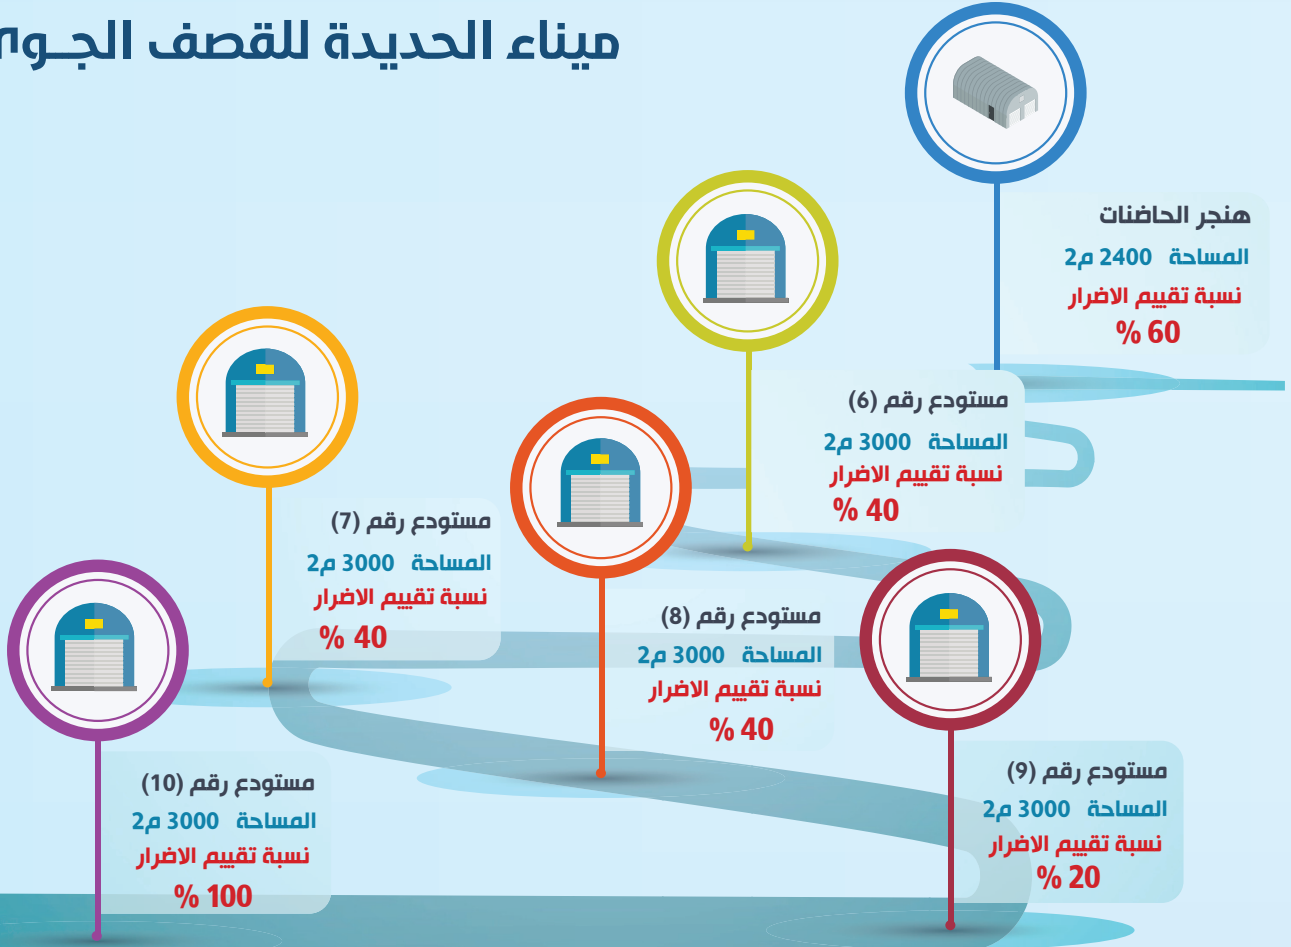 ميناء الحديدة للقصف
هنجر الحاضنات
المساحة 2400 م2
نسبة تقييم الاضرار
60 %
مستودع رقم (6)
المساحة 3000 م2
نسبة تقييم الاضرار
40 %
مستودع رقم (7)
المساحة 3000 م2
نسبة تقييم الاضرار
40 %
مستودع رقم (8)
المساحة 3000 م2
نسبة تقييم الاضرار
40 %
مستودع رقم (9)
المساحة 3000 م2
نسبة تقييم الاضرار
20 %
مستودع رقم (10)
المساحة 3000 م2
نسبة تقييم الاضرار
100 %